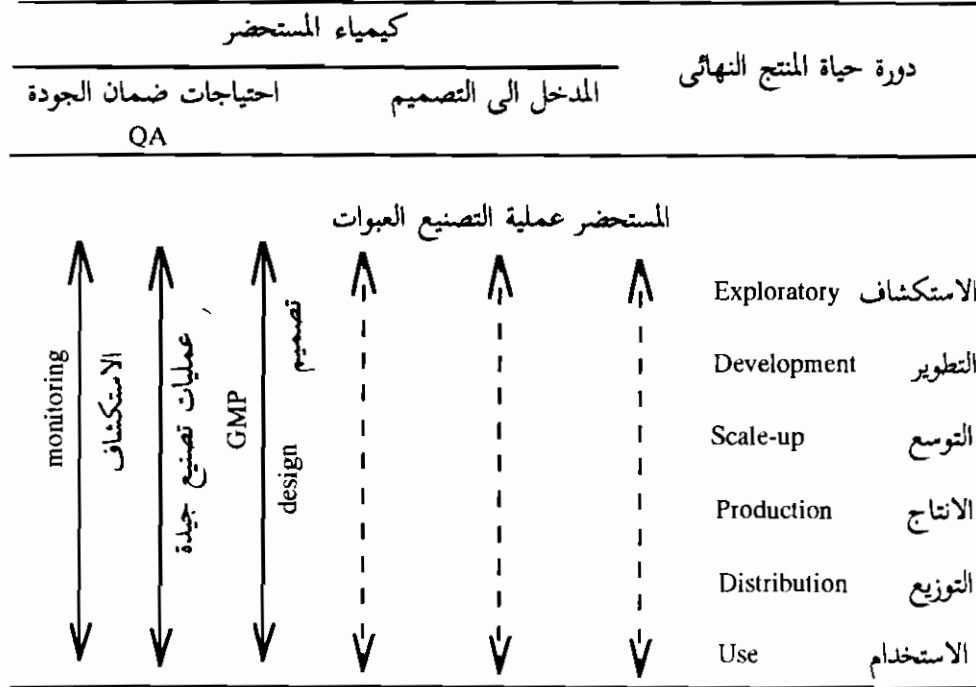 كيمياء المستحضر
دورة حياة المنتج النهائى
المدخل الى التصميم
احتياجات ضمان الجودة
QA
المستحضر عملية التصنيع العبوات
الاستكشاف Exploratory
التطوير Development
التوسع Scale-up
الانتاج Production
التوزيع Distribution
الاستخدام Use
تصميم
design
GMP
عمليات تصنيع جيدة
الاستكشاف
monitoring